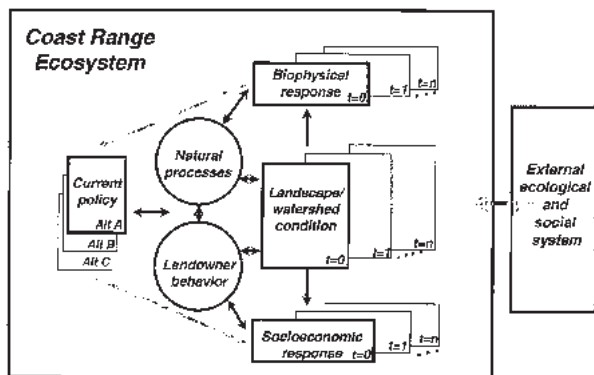 Coast Range
Ecosystem
Biophysical
response
t=0
t=1
t=n
Natural
processes
Current
policy
Alt A
Alt B
Alt C
Landscape/
watershed
condition
t=0
t=1
t=n
Landowner
behavior
Socioeconomic
response
t=0
t=1
t=n
External
ecological
and
social
system